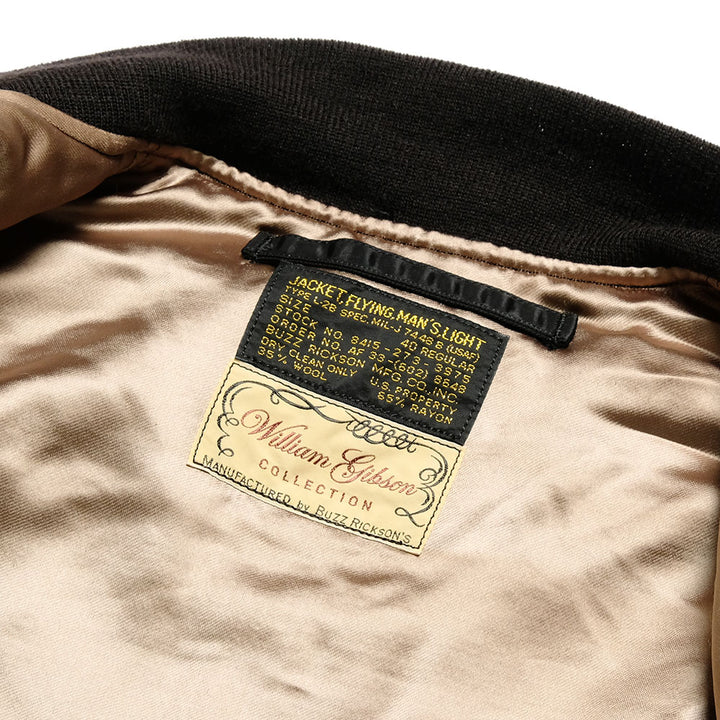 JACKET, FLYING, MAN'S, LIGHT
TYPE L-2B SPEC. MIL-J 7448 B (USAF)
SIZE 40 REGULAR
STOCK NO. 8415-273-3975
ORDER NO. AF 33-(602) 6648
BUZZ RICKSON MFG. CO., INC.
DRY CLEAN ONLY U.S. PROPERTY
35% WOOL 65% RAYON
William Gibson
COLLECTION
MANUFACTURED by BUZZ RICKSON'S